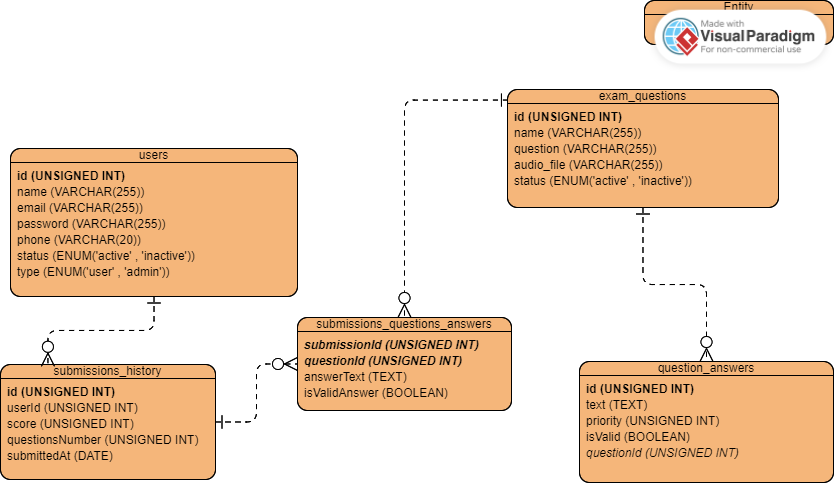 Entity
Made with
Visual Paradigm
For non-commercial use
exam_questions
id (UNSIGNED INT)
name (VARCHAR(255))
question (VARCHAR(255)
audio_file (VARCHAR(255))
status (ENUM('active' , 'inactive'))
users
id (UNSIGNED INT)
name (VARCHAR(255))
email (VARCHAR(255))
password (VARCHAR(255))
phone (VARCHAR(20))
status (ENUM('active' , 'inactive'))
type (ENUM('user' , 'admin'))
submissions_questions_answers
submissionId (UNSIGNED INT)
questionId (UNSIGNED INT)
answerText (TEXT)
isValidAnswer (BOOLEAN)
submissions_history
id (UNSIGNED INT)
userId (UNSIGNED INT)
score (UNSIGNED INT)
questionsNumber (UNSIGNED INT)
submittedAt (DATE)
question_answers
id (UNSIGNED INT)
text (TEXT)
priority (UNSIGNED INT)
isValid (BOOLEAN)
questionId (UNSIGNED INT)